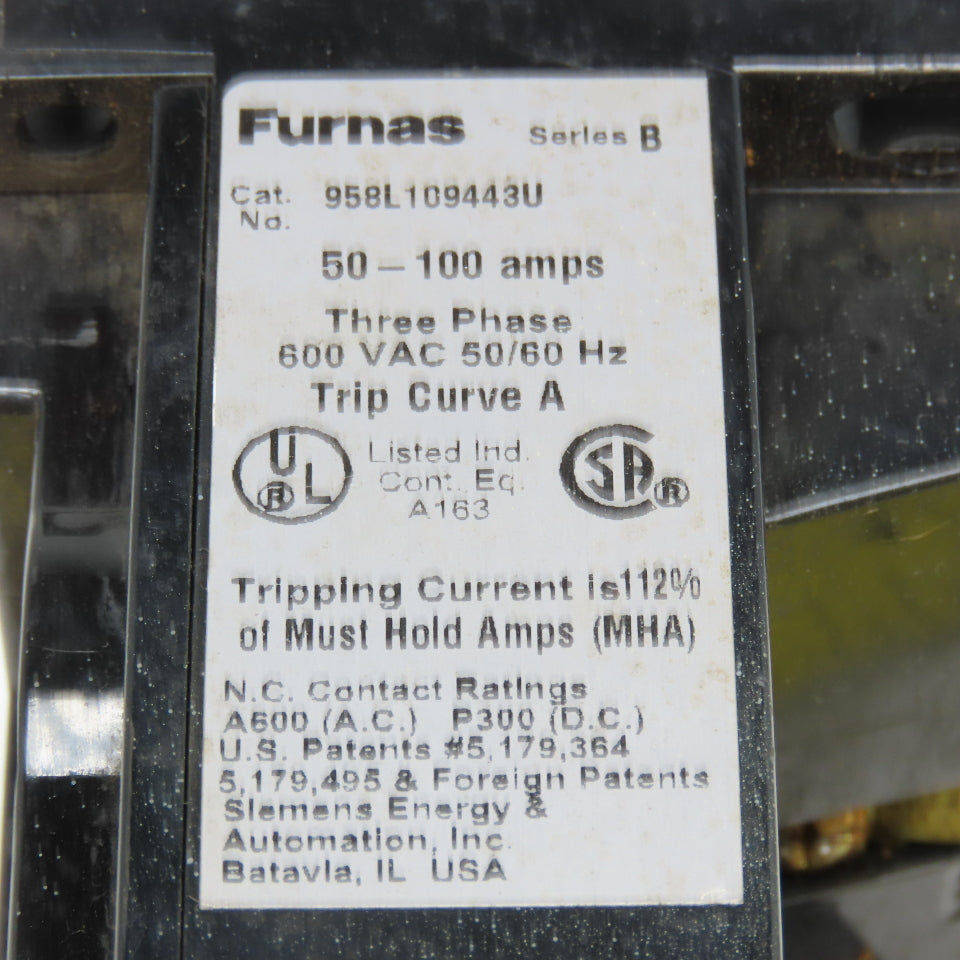 Furnas Series B
Cat. No. 958L109443U
50 – 100 amps
Three Phase
600 VAC 50/60 Hz
Trip Curve A
UL ® Listed Ind. Cont. Eq. A163 SA ®
Tripping Current is 112%
of Must Hold Amps (MHA)
N.C. Contact Ratings
A600 (A.C.) P300 (D.C.)
U.S. Patents #5,179,364
5,179,495 & Foreign Patents
Siemens Energy &
Automation, Inc.
Batavia, IL USA